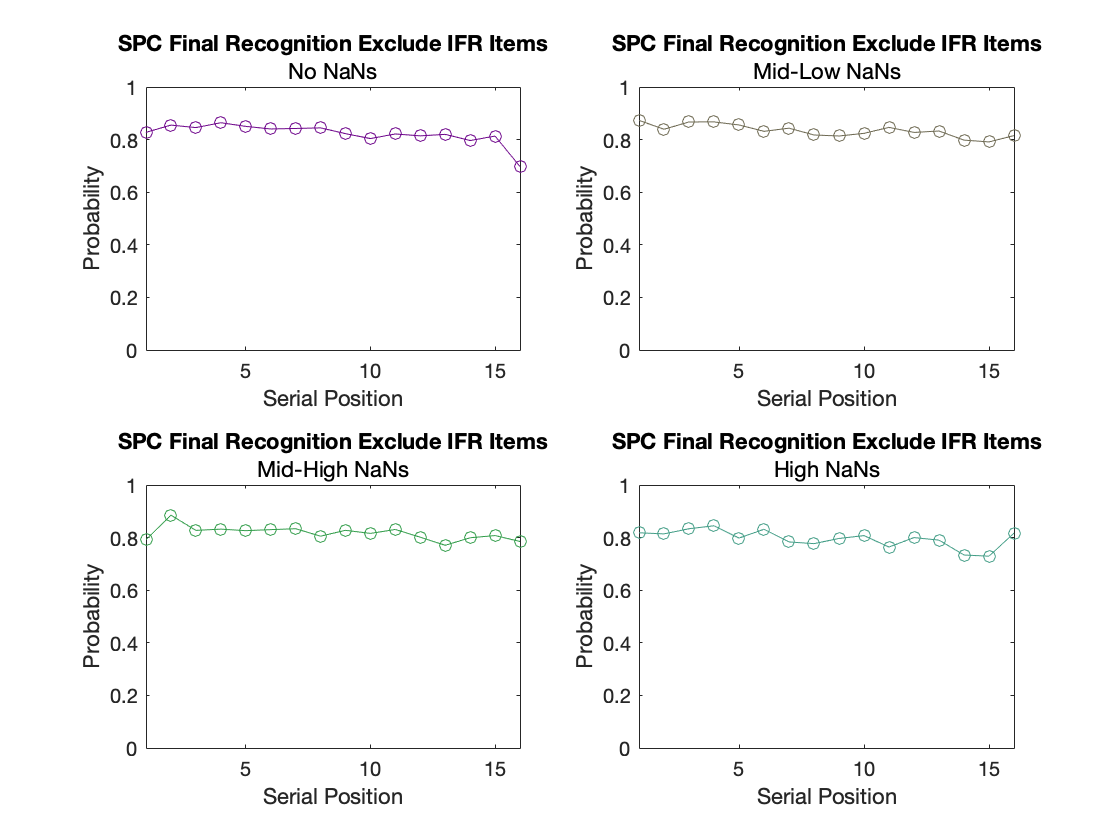 SPC Final Recognition Exclude IFR Items
No NaNs
1
0.8
0.6
0.4
0.2
0
Probability
5 10 15
Serial Position
SPC Final Recognition Exclude IFR Items
Mid-Low NaNs
1
0.8
0.6
0.4
0.2
0
Probability
5 10 15
Serial Position
SPC Final Recognition Exclude IFR Items
Mid-High NaNs
1
0.8
0.6
0.4
0.2
0
Probability
5 10 15
Serial Position
SPC Final Recognition Exclude IFR Items
High NaNs
1
0.8
0.6
0.4
0.2
0
Probability
5 10 15
Serial Position